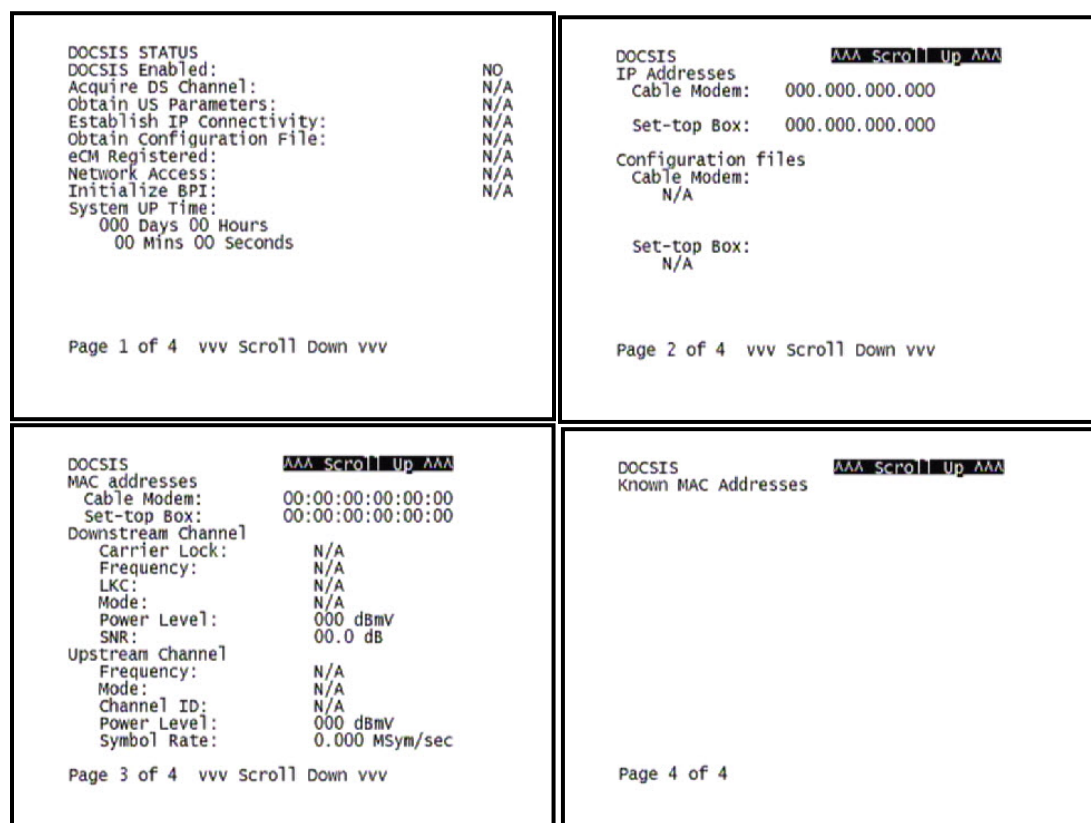 DOCSIS STATUS
DOCSIS Enabled: NO
Acquire DS Channel: N/A
Obtain US Parameters: N/A
Establish IP Connectivity: N/A
Obtain Configuration File: N/A
eCM Registered: N/A
Network Access: N/A
Initialize BPI: N/A
System UP Time:
000 Days 00 Hours
00 Mins 00 Seconds
Page 1 of 4 vvv Scroll Down vvv
DOCSIS ΛΛΛ Scroll Up ΛΛΛ
IP Addresses
Cable Modem: 000.000.000.000
Set-top Box: 000.000.000.000
Configuration files
Cable Modem:
N/A
Set-top Box:
N/A
Page 2 of 4 vvv Scroll Down vvv
DOCSIS ΛΛΛ Scroll Up ΛΛΛ
MAC addresses
Cable Modem: 00:00:00:00:00:00
Set-top Box: 00:00:00:00:00:00
Downstream Channel
Carrier Lock: N/A
Frequency: N/A
LKC: N/A
Mode: N/A
Power Level: 000 dBmV
SNR: 00.0 dB
Upstream Channel
Frequency: N/A
Mode: N/A
Channel ID: N/A
Power Level: 000 dBmV
Symbol Rate: 0.000 MSym/sec
Page 3 of 4 vvv Scroll Down vvv
DOCSIS ΛΛΛ Scroll Up ΛΛΛ
Known MAC Addresses
Page 4 of 4